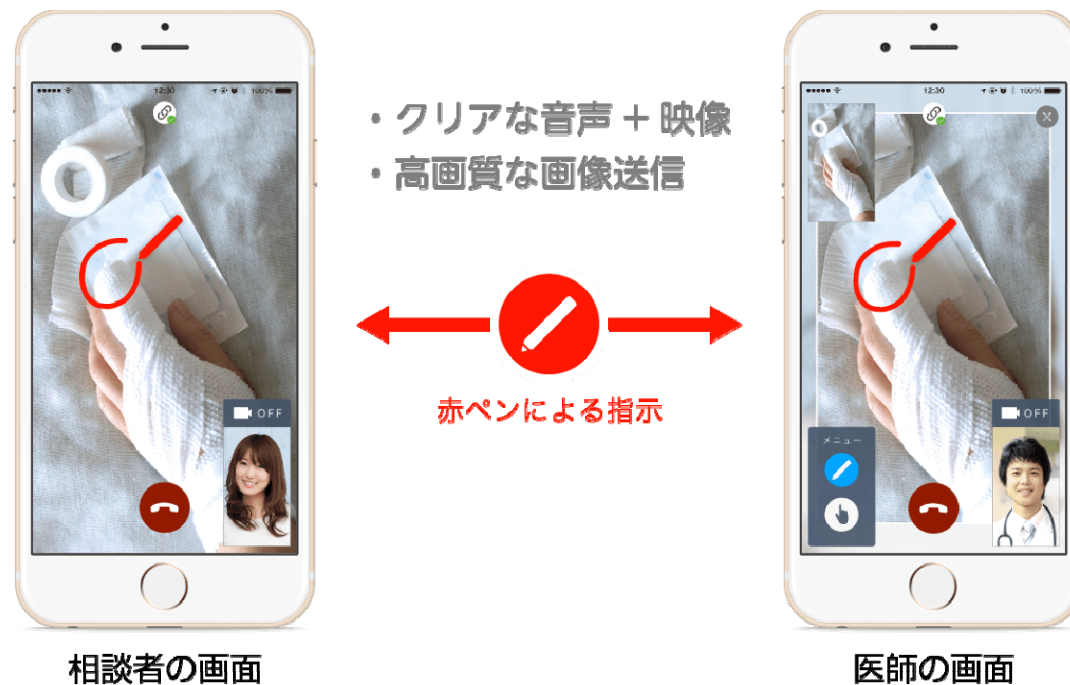 12:30
100%
12:30
100%
・クリアな音声＋映像
・高画質な画像送信
赤ペンによる指示
OFF
OFF
メニュー
相談者の画面
医師の画面